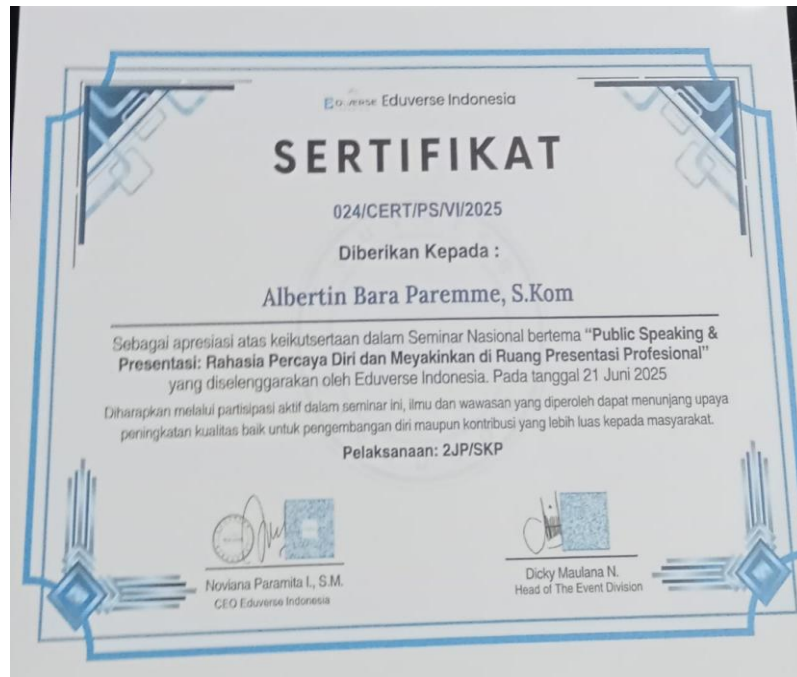 Eduverse Eduverse Indonesia
SERTIFIKAT
024/CERT/PS/VI/2025
Diberikan Kepada :
Albertin Bara Paremme, S.Kom
Sebagai apresiasi atas keikutsertaan dalam Seminar Nasional bertema “Public Speaking &
Presentasi: Rahasia Percaya Diri dan Meyakinkan di Ruang Presentasi Profesional”
yang diselenggarakan oleh Eduverse Indonesia. Pada tanggal 21 Juni 2025
Diharapkan melalui partisipasi aktif dalam seminar ini, ilmu dan wawasan yang diperoleh dapat menunjang upaya
peningkatan kualitas baik untuk pengembangan diri maupun kontribusi yang lebih luas kepada masyarakat.
Pelaksanaan: 2JP/SKP
Noviana Paramita I., S.M.
CEO Eduverse Indonesia
Dicky Maulana N.
Head of The Event Division